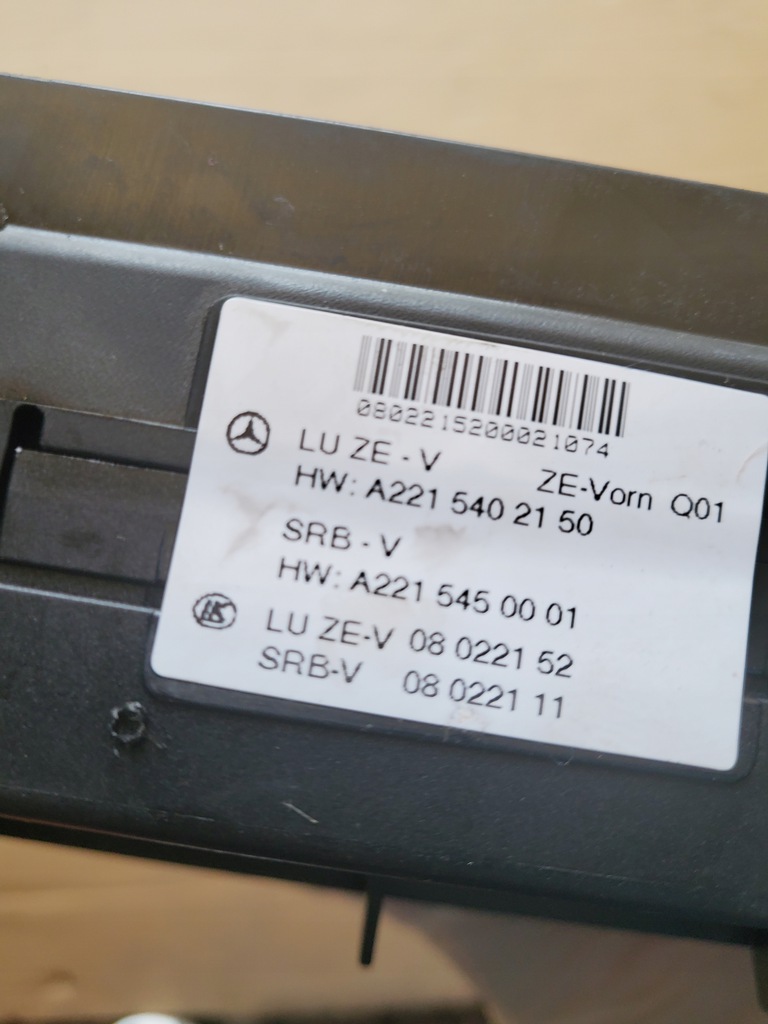 0802215200021074
LU ZE - V ZE-Vorn Q01
HW: A221 540 21 50
SRB - V
HW: A221 545 00 01
LU ZE-V 08 0221 52
SRB-V 08 0221 11